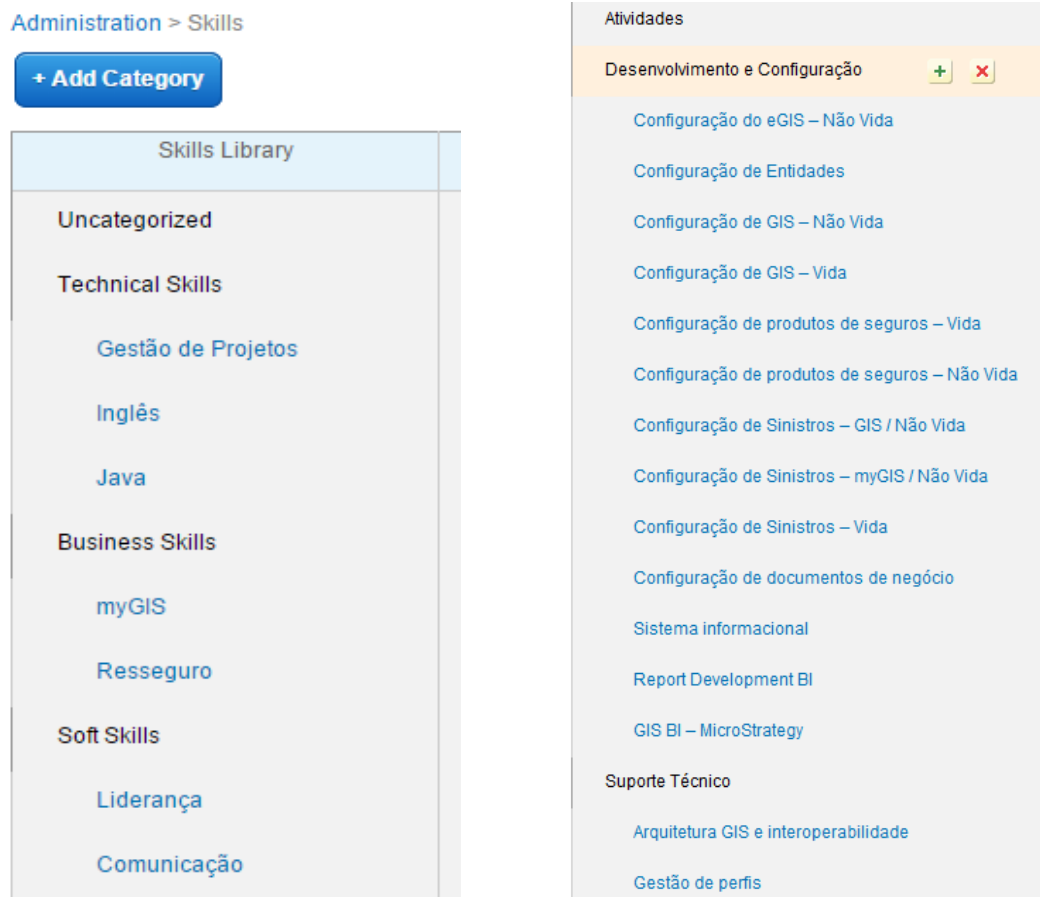 Administration > Skills
+ Add Category
Skills Library
Uncategorized
Technical Skills
Gestão de Projetos
Inglês
Java
Business Skills
myGIS
Resseguro
Soft Skills
Liderança
Comunicação
Atividades
Desenvolvimento e Configuração
Configuração do eGIS – Não Vida
Configuração de Entidades
Configuração de GIS – Não Vida
Configuração de GIS – Vida
Configuração de produtos de seguros – Vida
Configuração de produtos de seguros – Não Vida
Configuração de Sinistros – GIS / Não Vida
Configuração de Sinistros – myGIS / Não Vida
Configuração de Sinistros – Vida
Configuração de documentos de negócio
Sistema informacional
Report Development BI
GIS BI – MicroStrategy
Suporte Técnico
Arquitetura GIS e interoperabilidade
Gestão de perfis